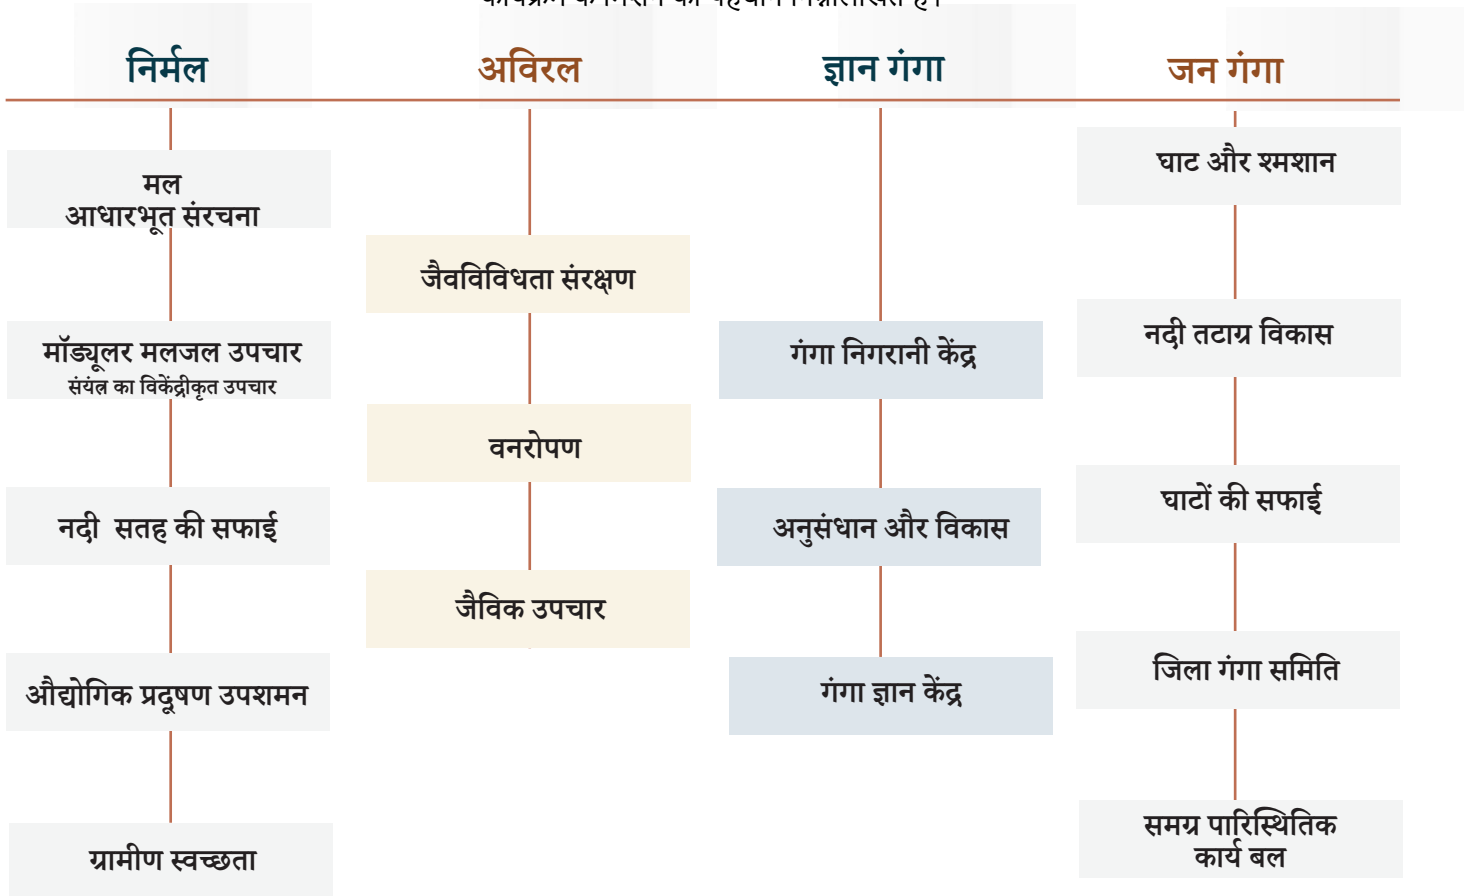 निर्मल
मल
आधारभूत संरचना
मॉड्यूलर मलजल उपचार
संयंत्र का विकेंद्रीकृत उपचार
नदी सतह की सफाई
औद्योगिक प्रदूषण उपशमन
ग्रामीण स्वच्छता
अविरल
जैवविविधता संरक्षण
वनरोपण
जैविक उपचार
ज्ञान गंगा
गंगा निगरानी केंद्र
अनुसंधान और विकास
गंगा ज्ञान केंद्र
जन गंगा
घाट और श्मशान
नदी तटाग्र विकास
घाटों की सफाई
जिला गंगा समिति
समग्र पारिस्थितिक
कार्य बल